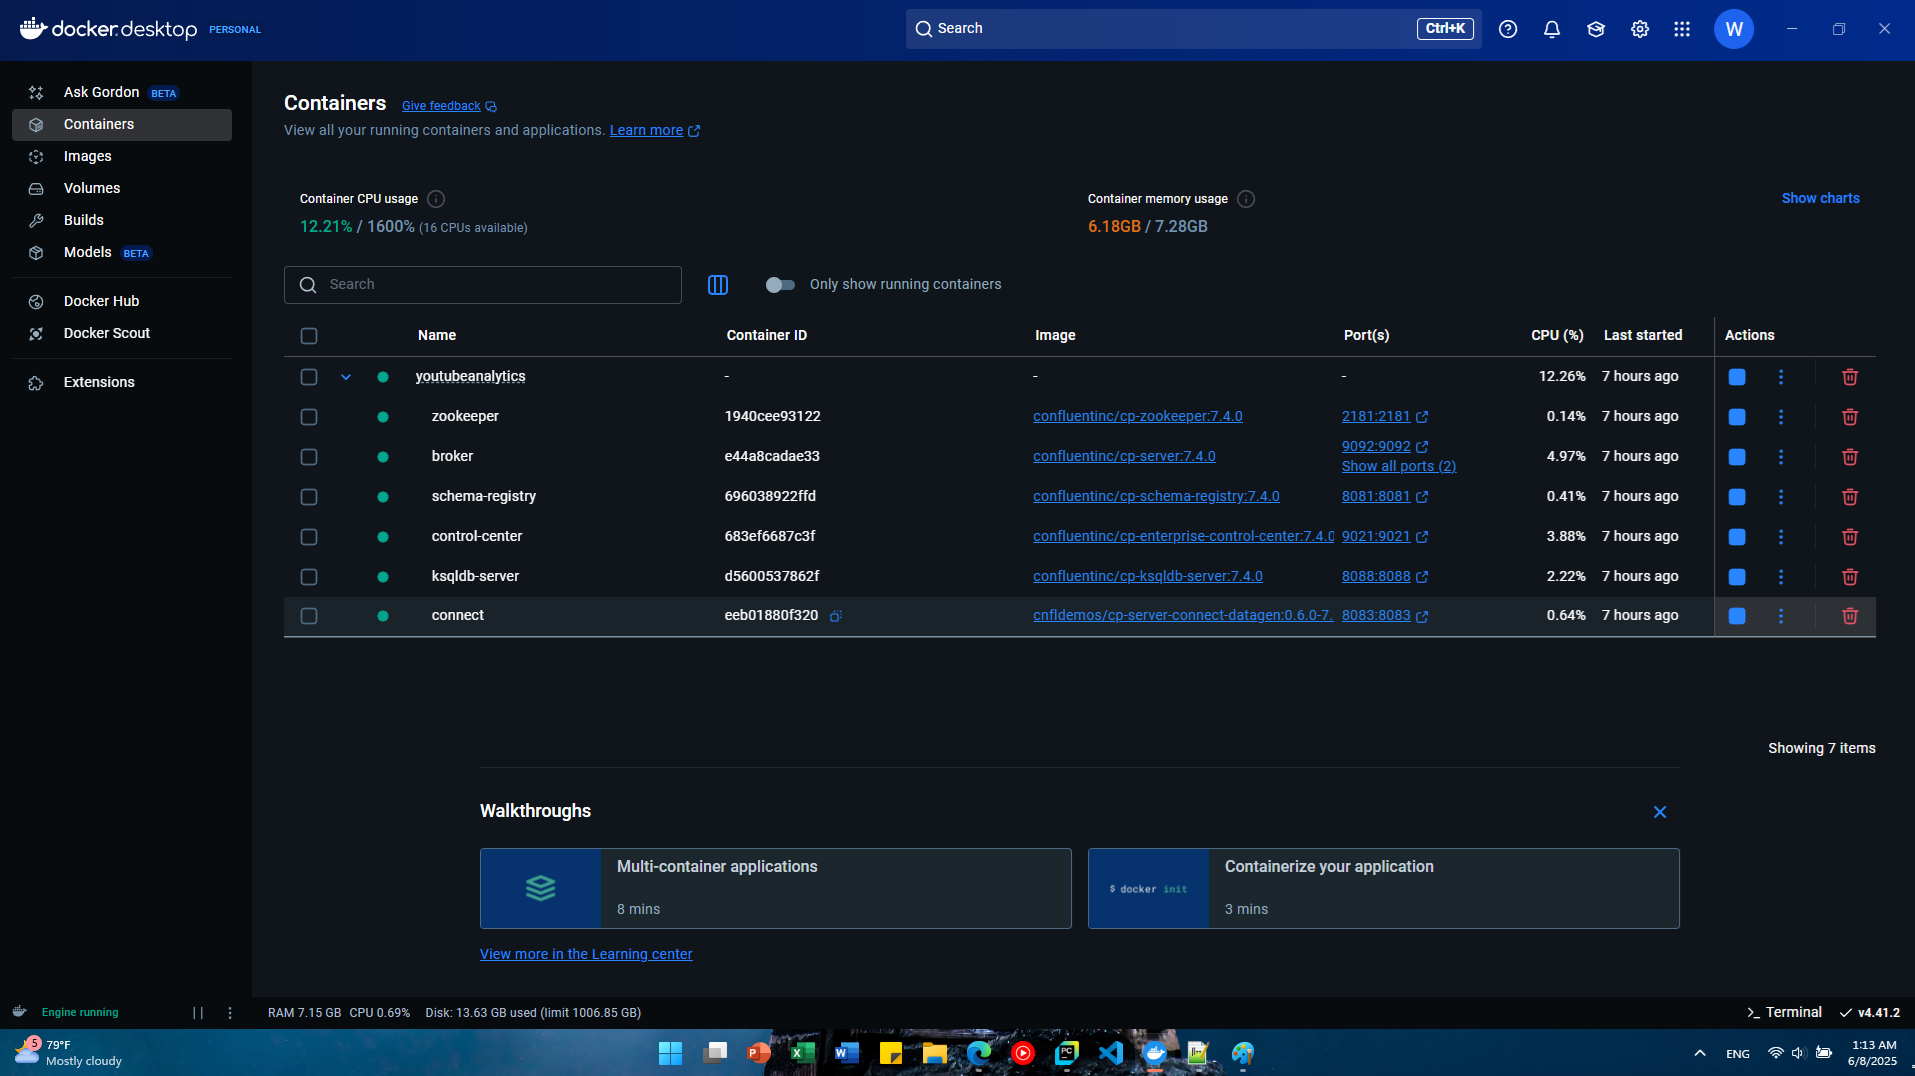 docker.desktop PERSONAL
Search Ctrl+K
W
Ask Gordon BETA
Containers
Images
Volumes
Builds
Models BETA
Docker Hub
Docker Scout
Extensions
Containers Give feedback
View all your running containers and applications. Learn more
Container CPU usage
12.21% / 1600% (16 CPUs available)
Container memory usage
6.18GB / 7.28GB
Show charts
Search
Only show running containers
Name Container ID Image Port(s) CPU (%) Last started Actions
youtubeanalytics - - - 12.26% 7 hours ago
zookeeper 1940cee93122 confluentinc/cp-zookeeper:7.4.0 2181:2181 0.14% 7 hours ago
broker e44a8cadae33 confluentinc/cp-server:7.4.0 9092:9092 4.97% 7 hours ago
Show all ports (2)
schema-registry 696038922ffd confluentinc/cp-schema-registry:7.4.0 8081:8081 0.41% 7 hours ago
control-center 683ef6687c3f confluentinc/cp-enterprise-control-center:7.4.0 9021:9021 3.88% 7 hours ago
ksqldb-server d5600537862f confluentinc/cp-ksqldb-server:7.4.0 8088:8088 2.22% 7 hours ago
connect eeb01880f320 cnfldemos/cp-server-connect-datagen:0.6.0-7. 8083:8083 0.64% 7 hours ago
Showing 7 items
Walkthroughs
Multi-container applications
8 mins
$ docker init
Containerize your application
3 mins
View more in the Learning center
Engine running
RAM 7.15 GB CPU 0.69% Disk: 13.63 GB used (limit 1006.85 GB)
Terminal
v4.41.2
5
79°F
Mostly cloudy
P
X
W
PC
ENG
1:13 AM
6/8/2025